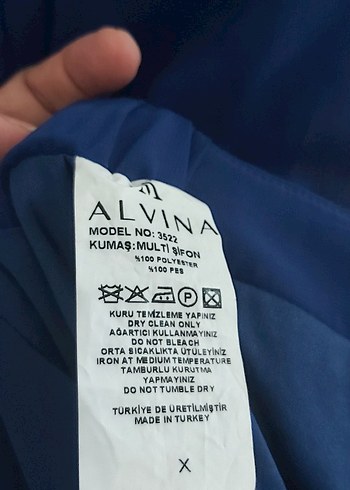 ALVINA
MODEL NO: 3522
KUMAŞ:MULTİ ŞİFON
%100 POLYESTER
%100 PES
P
KURU TEMİZLEME YAPINIZ
DRY CLEAN ONLY
AĞARTICI KULLANMAYINIZ
DO NOT BLEACH
ORTA SICAKLIKTA ÜTÜLEYİNİZ
IRON AT MEDIUM TEMPERATURE
TAMBURLU KURUTMA
YAPMAYINIZ
DO NOT TUMBLE DRY
TÜRKİYE DE ÜRETİLMİŞTİR
MADE IN TURKEY
X